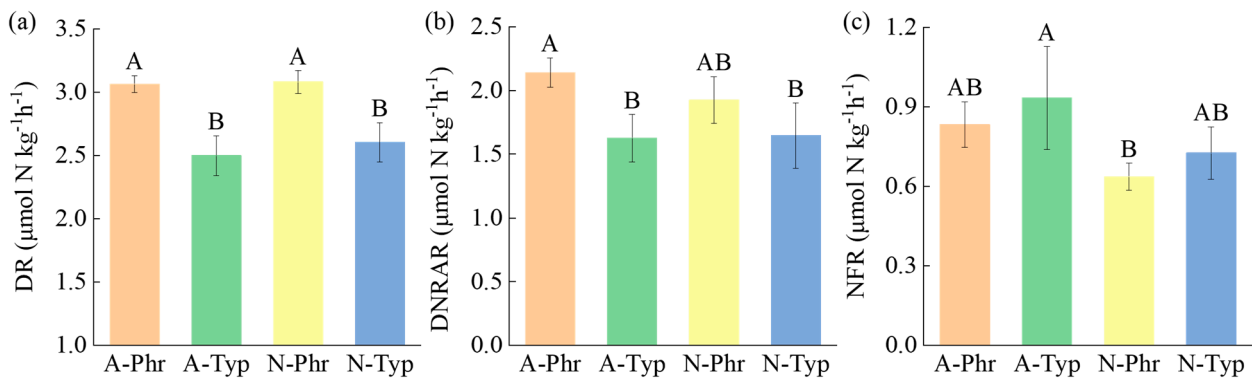 (a)
DR (μmol N kg⁻¹h⁻¹)
3.5
3.0
2.5
2.0
1.5
1.0
A
B
A
B
A-Phr A-Typ N-Phr N-Typ
(b)
DNRAR (μmol N kg⁻¹h⁻¹)
2.5
2.0
1.5
1.0
0.5
0.0
A
B
AB
B
A-Phr A-Typ N-Phr N-Typ
(c)
NFR (μmol N kg⁻¹h⁻¹)
1.2
0.9
0.6
0.3
0.0
AB
A
B
AB
A-Phr A-Typ N-Phr N-Typ